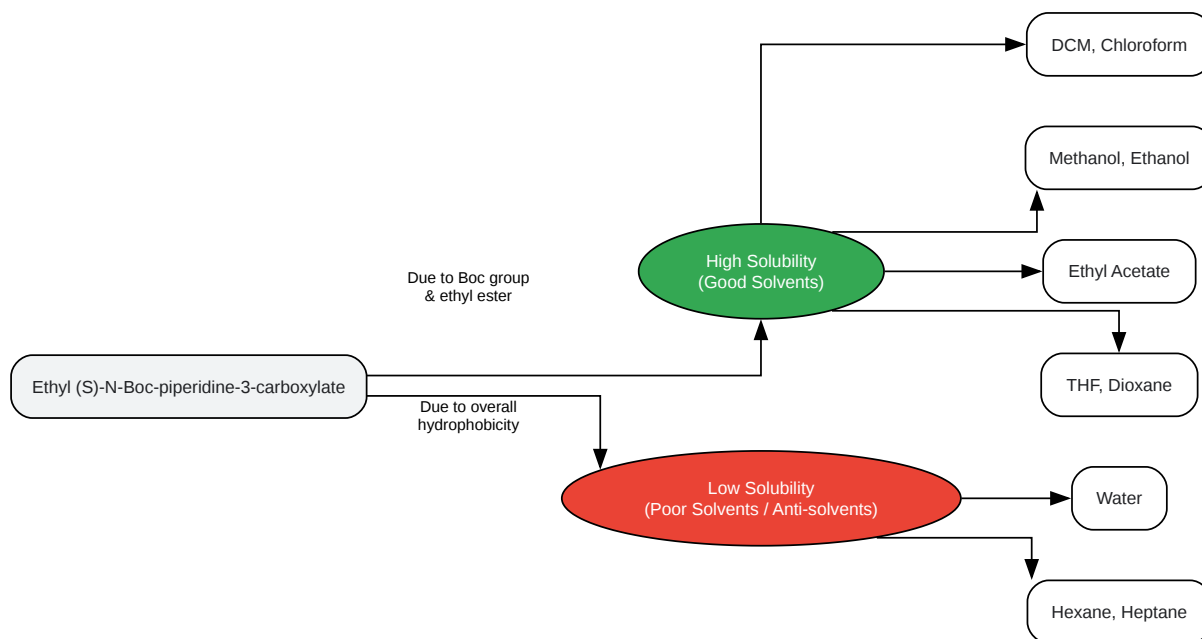 DCM, Chloroform
Methanol, Ethanol
High Solubility
(Good Solvents)
Ethyl Acetate
Due to Boc group
& ethyl ester
Ethyl (S)-N-Boc-piperidine-3-carboxylate
THF, Dioxane
Due to overall
hydrophobicity
Low Solubility
(Poor Solvents / Anti-solvents)
Water
Hexane, Heptane